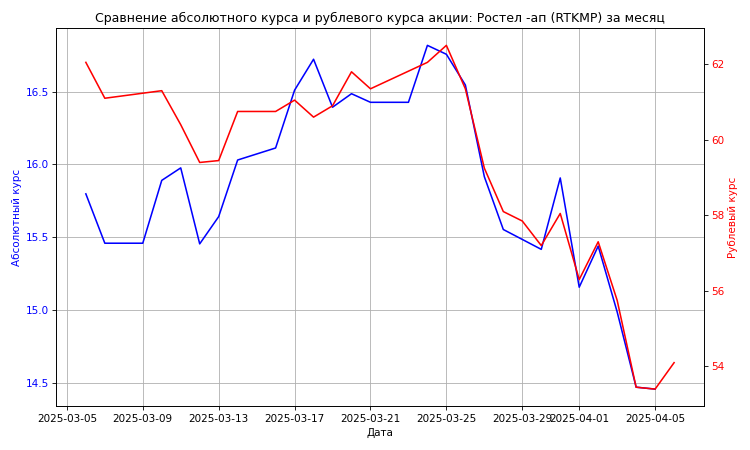 Сравнение абсолютного курса и рублевого курса акции: Ростел -ап (RTKMP) за месяц
Абсолютный курс
16.5
16.0
15.5
15.0
14.5
62
60
58
56
54
Рублевый курс
2025-03-05 2025-03-09 2025-03-13 2025-03-17 2025-03-21 2025-03-25 2025-03-29 2025-04-01 2025-04-05
Дата